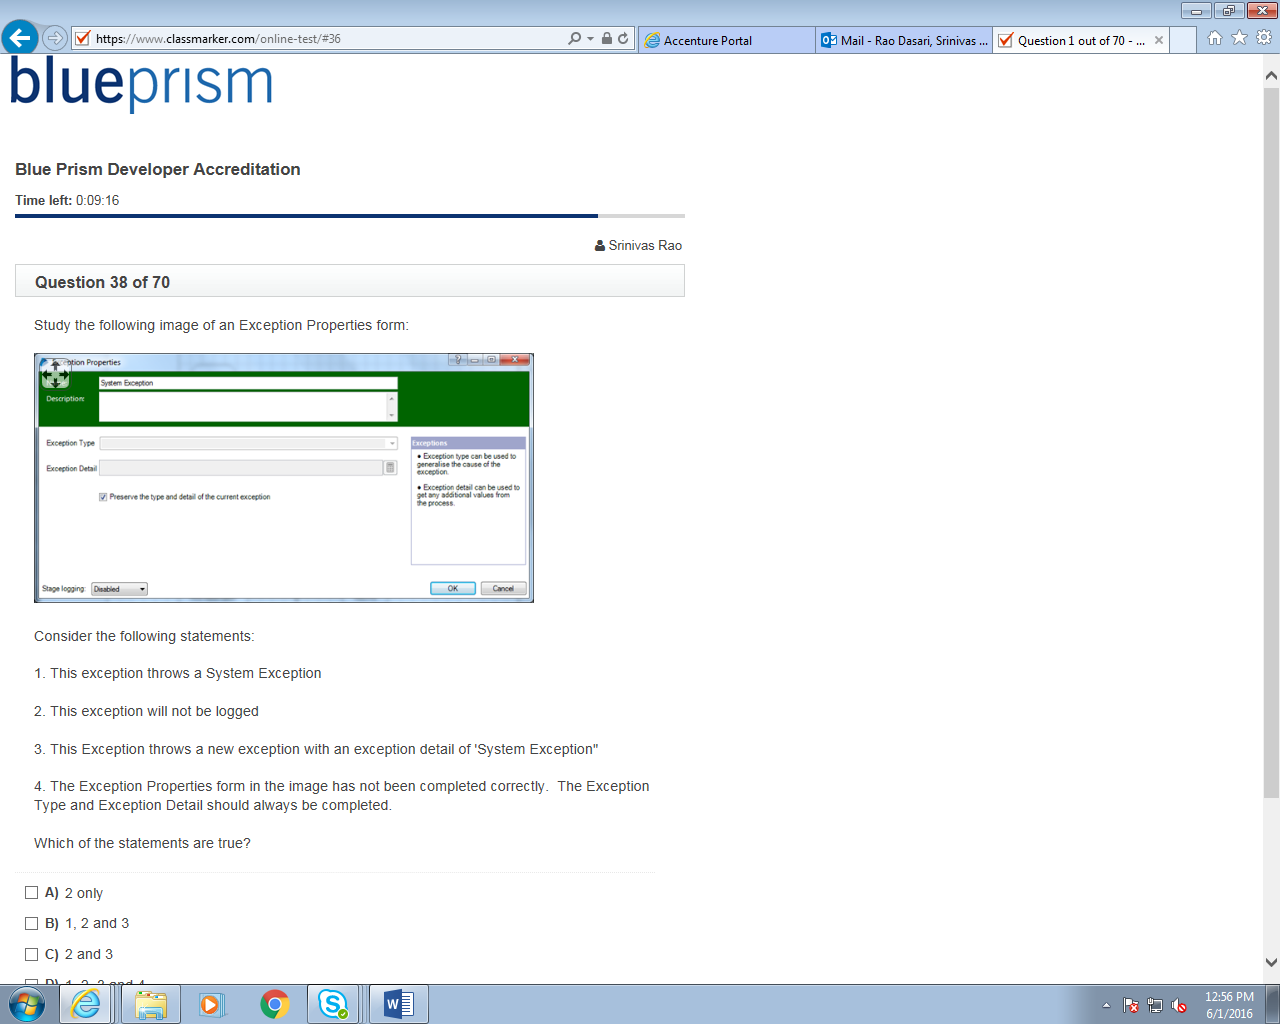 https://www.classmarker.com/online-test/#36
Accenture Portal
Mail - Rao Dasari, Srinivas ...
Question 1 out of 70 - ...
blueprism
Blue Prism Developer Accreditation
Time left: 0:09:16
Srinivas Rao
Question 38 of 70
Study the following image of an Exception Properties form:
Properties
System Exception
Description:
Exception Type
Exception Detail
Preserve the type and detail of the current exception
Exceptions
• Exception type can be used to
generalise the cause of the
exception.
• Exception detail can be used to
get any additional values from
the process.
Stage logging: Disabled
OK
Cancel
Consider the following statements:
1. This exception throws a System Exception
2. This exception will not be logged
3. This Exception throws a new exception with an exception detail of 'System Exception"
4. The Exception Properties form in the image has not been completed correctly.  The Exception
Type and Exception Detail should always be completed.
Which of the statements are true?
A) 2 only
B) 1, 2 and 3
C) 2 and 3
12:56 PM
6/1/2016